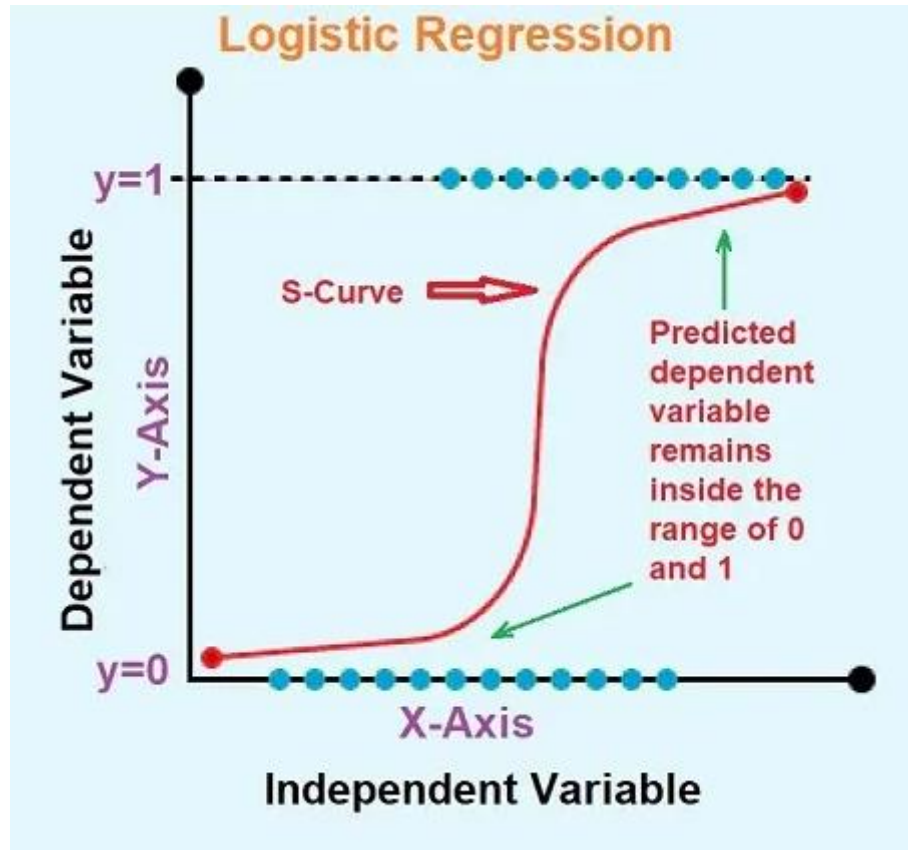 Logistic Regression
y=1
S-Curve
Predicted
dependent
variable
remains
inside the
range of 0
and 1
Dependent Variable
Y-Axis
y=0
X-Axis
Independent Variable